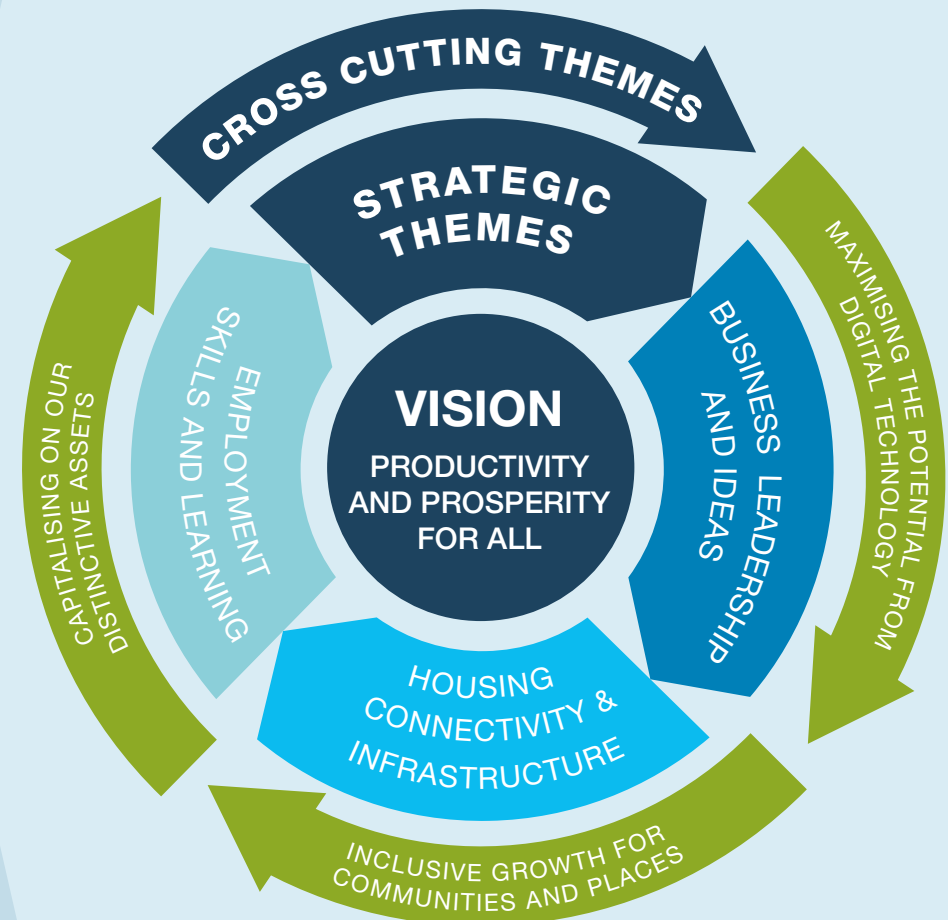 CROSS CUTTING THEMES
STRATEGIC
THEMES
MAXIMISING THE POTENTIAL FROM
DIGITAL TECHNOLOGY
BUSINESS LEADERSHIP
AND IDEAS
VISION
PRODUCTIVITY
AND PROSPERITY
FOR ALL
HOUSING
CONNECTIVITY &
INFRASTRUCTURE
INCLUSIVE GROWTH FOR
COMMUNITIES AND PLACES
EMPLOYMENT
SKILLS AND LEARNING
CAPITALISING ON OUR
DISTINCTIVE ASSETS